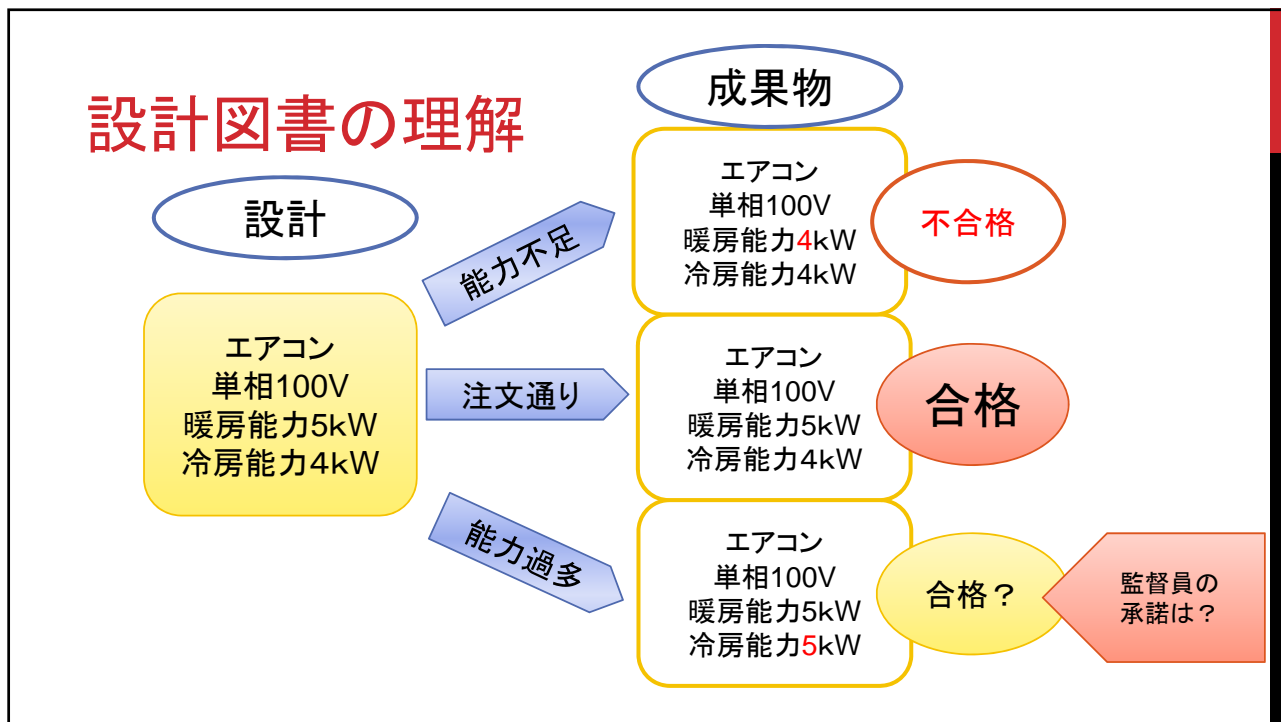 設計図書の理解
設計
エアコン
単相100V
暖房能力5kW
冷房能力4kW
成果物
能力不足
エアコン
単相100V
暖房能力4kW
冷房能力4kW
不合格
注文通り
エアコン
単相100V
暖房能力5kW
冷房能力4kW
合格
能力過多
エアコン
単相100V
暖房能力5kW
冷房能力5kW
合格？
監督員の
承諾は？